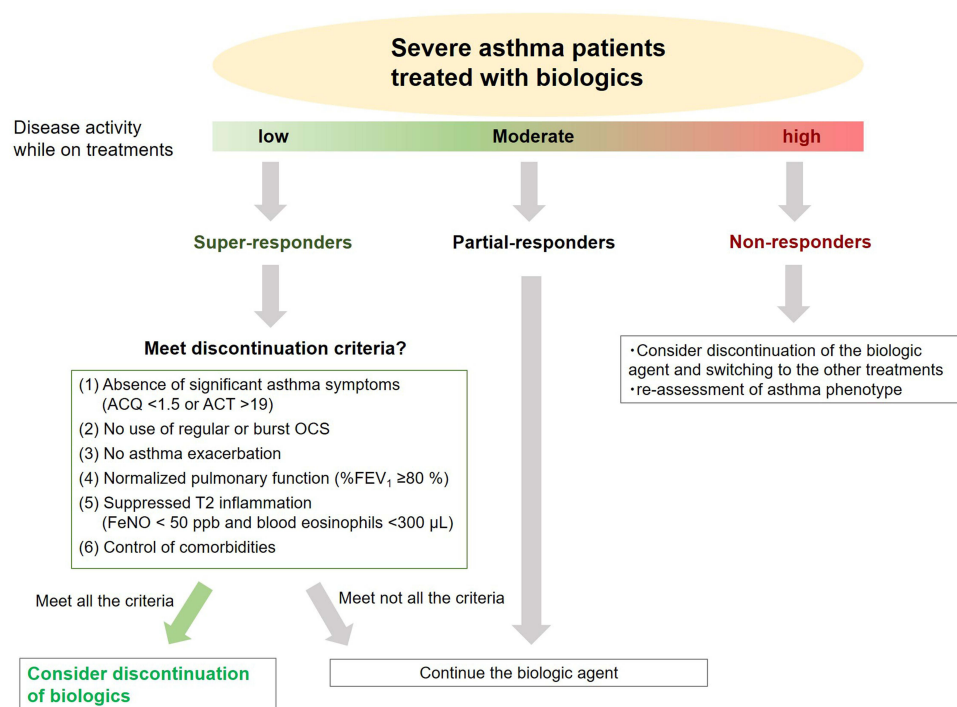 Severe asthma patients
treated with biologics
Disease activity
while on treatments
low
Moderate
high
Super-responders
Partial-responders
Non-responders
Meet discontinuation criteria?
(1) Absence of significant asthma symptoms
(ACQ <1.5 or ACT >19)
(2) No use of regular or burst OCS
(3) No asthma exacerbation
(4) Normalized pulmonary function (%FEV₁ ≥80 %)
(5) Suppressed T2 inflammation
(FeNO < 50 ppb and blood eosinophils <300 μL)
(6) Control of comorbidities
・Consider discontinuation of the biologic
agent and switching to the other treatments
・re-assessment of asthma phenotype
Meet all the criteria
Meet not all the criteria
Consider discontinuation
of biologics
Continue the biologic agent